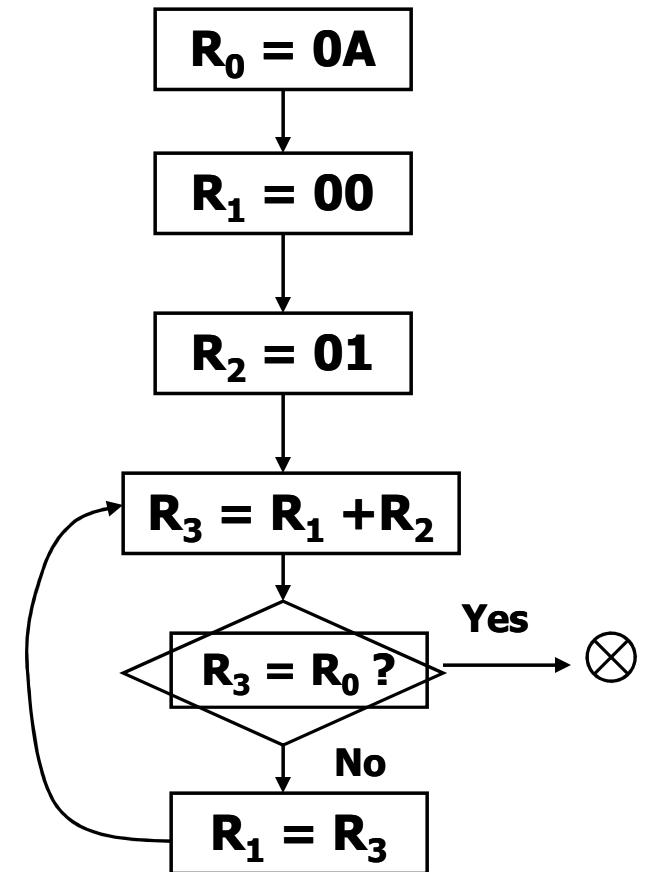 R₀ = 0A
R₁ = 00
R₂ = 01
R₃ = R₁ +R₂
Yes
R₃ = R₀ ?
No
R₁ = R₃